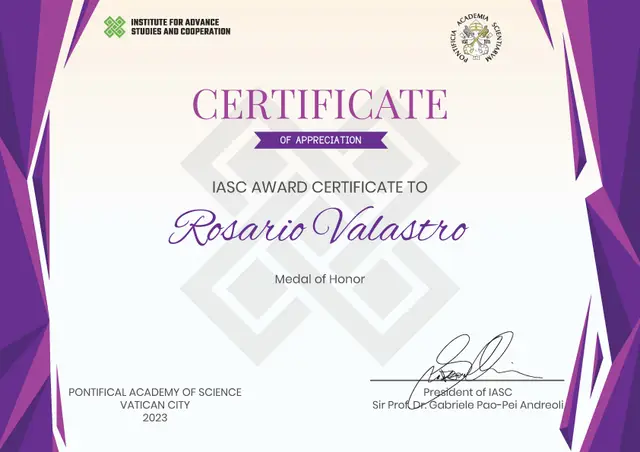 INSTITUTE FOR ADVANCE
STUDIES AND COOPERATION
PONTIFICIA ACADEMIA SCIENTIARVM
CERTIFICATE
OF APPRECIATION
IASC AWARD CERTIFICATE TO
Rosario Valastro
Medal of Honor
PONTIFICAL ACADEMY OF SCIENCE
VATICAN CITY
2023
President of IASC
Sir Prof. Dr. Gabriele Pao-Pei Andreoli